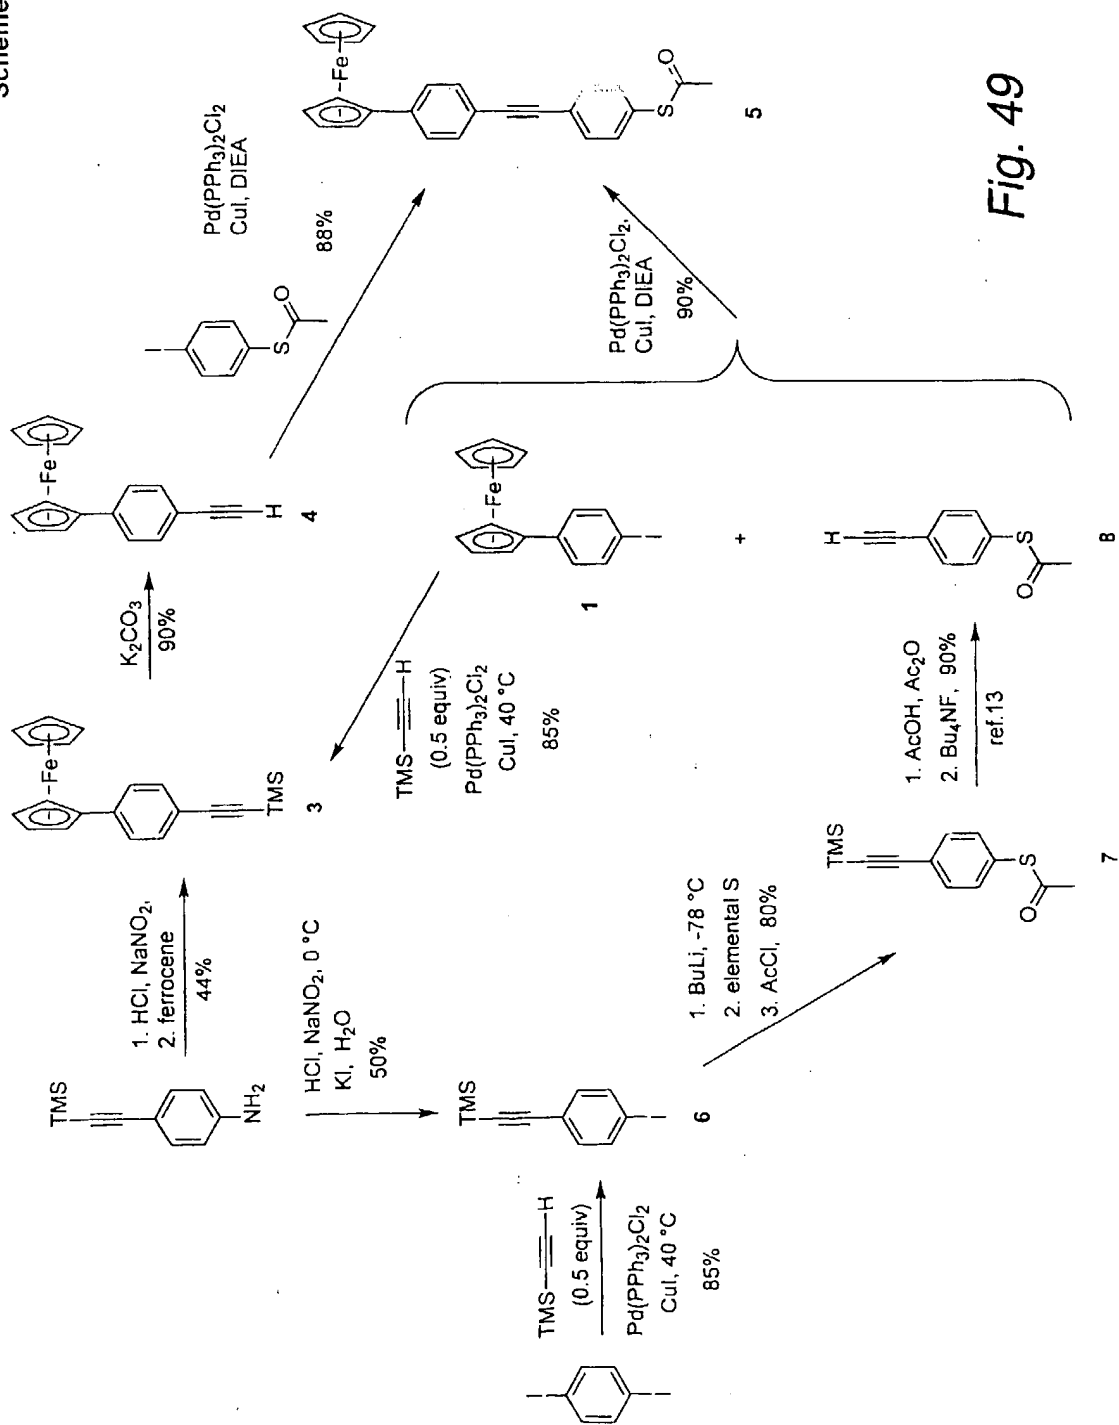 Scheme
TMS
NH2
1. HCl, NaNO2,
2. ferrocene
44%
Fe
TMS
3
K2CO3
90%
Fe
H
4
I
S
O
Pd(PPh3)2Cl2
CuI, DIEA
88%
Fe
S
O
5
HCl, NaNO2, 0 °C
KI, H2O
50%
TMS
H
(0.5 equiv)
Pd(PPh3)2Cl2
CuI, 40 °C
85%
Fe
I
1
+
I
I
TMS
H
(0.5 equiv)
Pd(PPh3)2Cl2
CuI, 40 °C
85%
TMS
I
6
Pd(PPh3)2Cl2,
CuI, DIEA
90%
1. BuLi, -78 °C
2. elemental S
3. AcCl, 80%
TMS
S
O
7
1. AcOH, Ac2O
2. Bu4NF, 90%
ref.13
H
S
O
8
Fig. 49